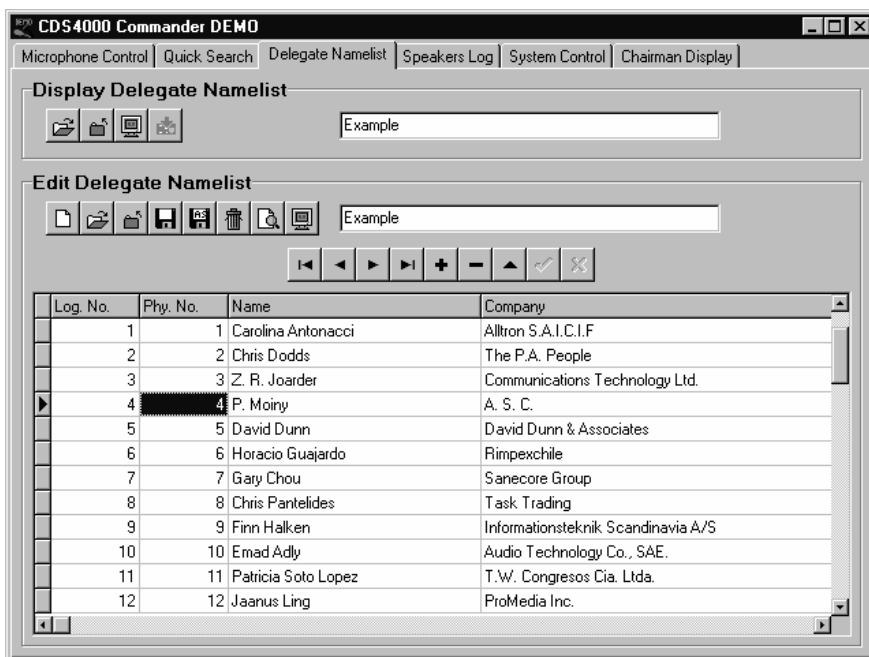 DEMO CDS4000 Commander DEMO
Microphone Control Quick Search Delegate Namelist Speakers Log System Control Chairman Display
Display Delegate Namelist
Example
Edit Delegate Namelist
AS
Example
Log. No. Phy. No. Name Company
1 1 Carolina Antonacci Alltron S.A.I.C.I.F
2 2 Chris Dodds The P.A. People
3 3 Z. R. Joarder Communications Technology Ltd.
4 4 P. Moiny A. S. C.
5 5 David Dunn David Dunn & Associates
6 6 Horacio Guajardo Rimpexchile
7 7 Gary Chou Sanecore Group
8 8 Chris Pantelides Task Trading
9 9 Finn Halken Informationsteknik Scandinavia A/S
10 10 Emad Adly Audio Technology Co., SAE.
11 11 Patricia Soto Lopez T.W. Congresos Cia. Ltda.
12 12 Jaanus Ling ProMedia Inc.